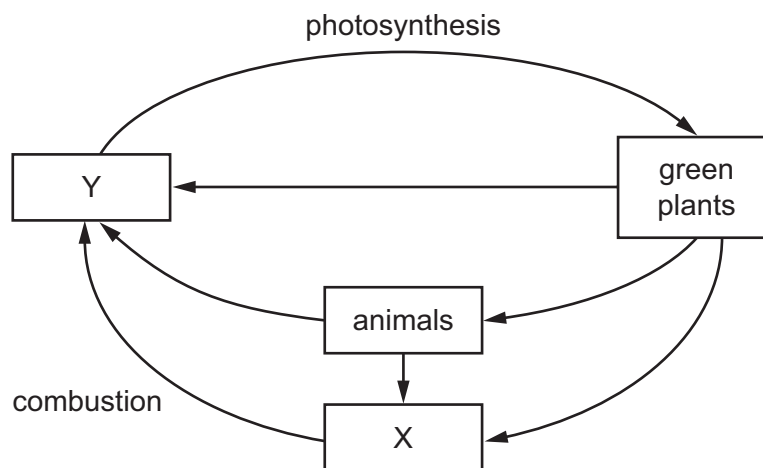 photosynthesis
Y
green
plants
animals
combustion
X